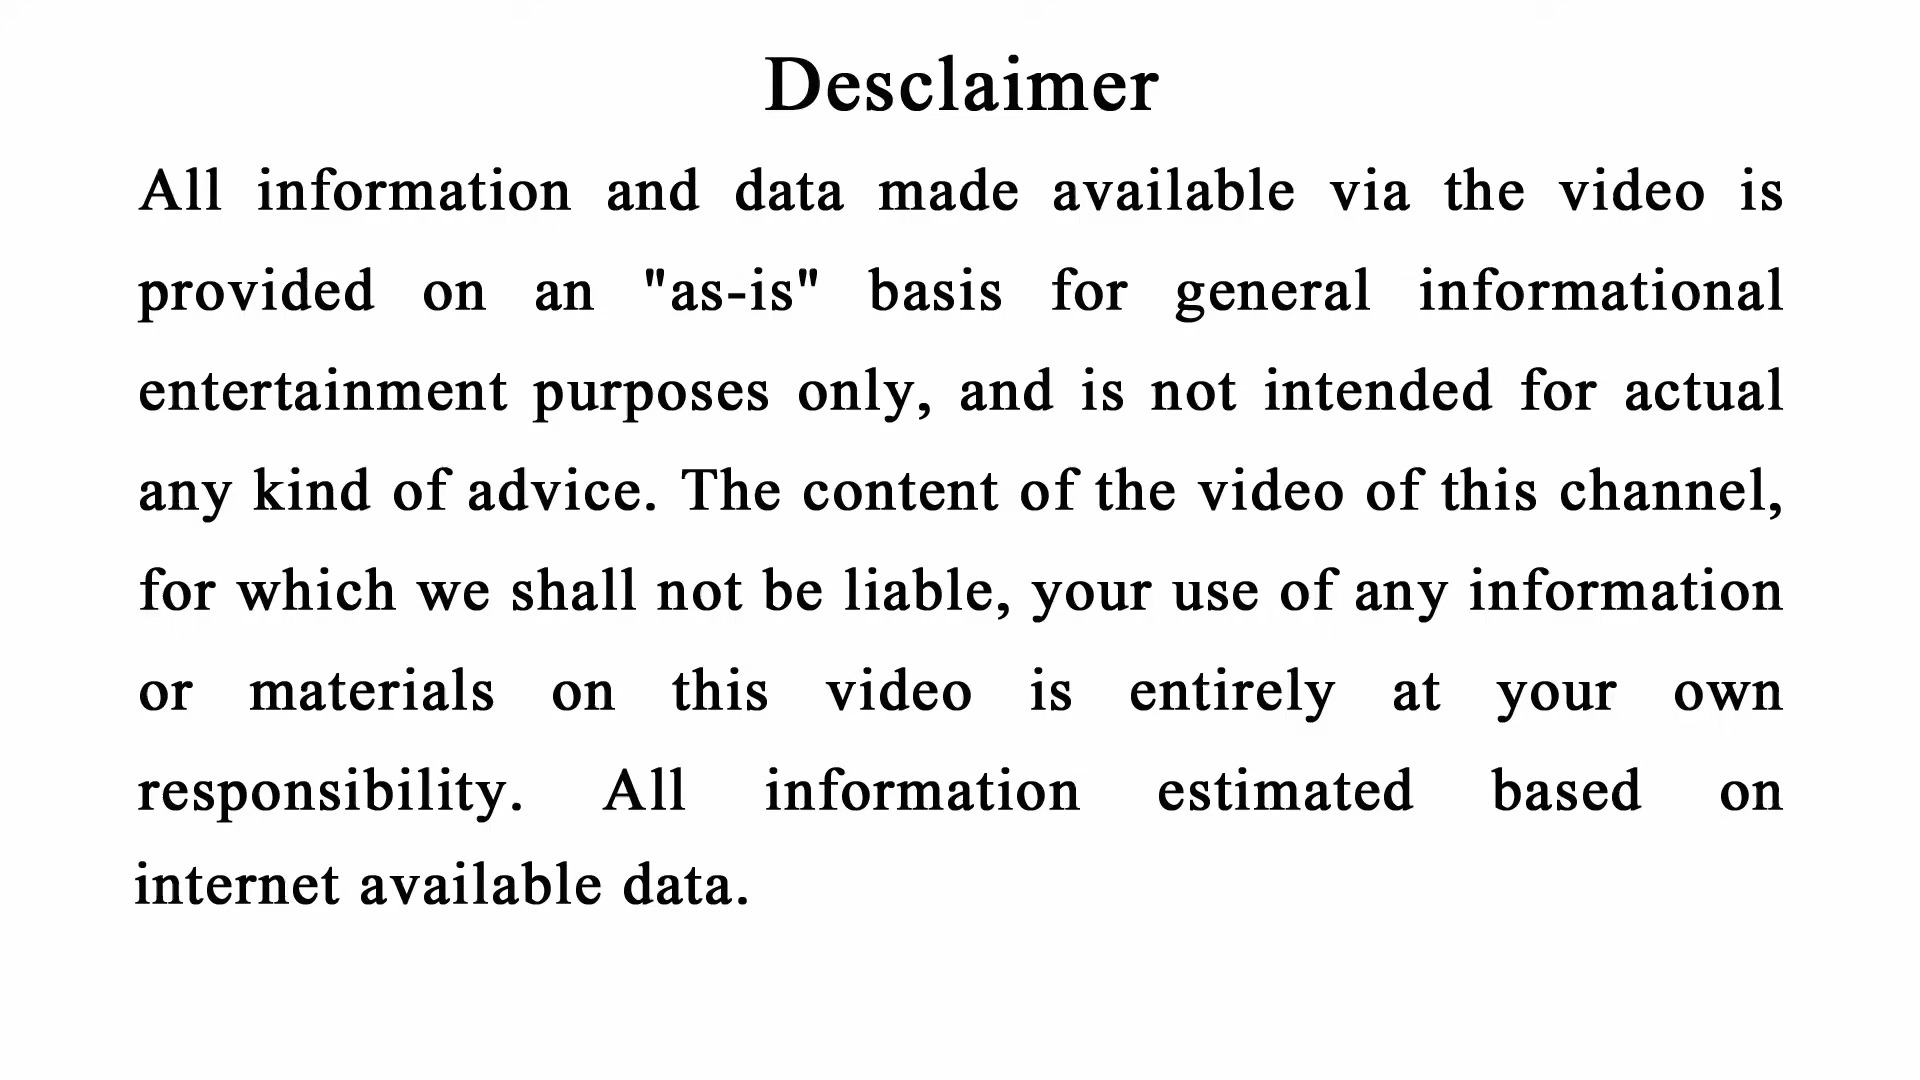 Desclaimer
All information and data made available via the video is
provided on an "as-is" basis for general informational
entertainment purposes only, and is not intended for actual
any kind of advice. The content of the video of this channel,
for which we shall not be liable, your use of any information
or materials on this video is entirely at your own
responsibility. All information estimated based on
internet available data.